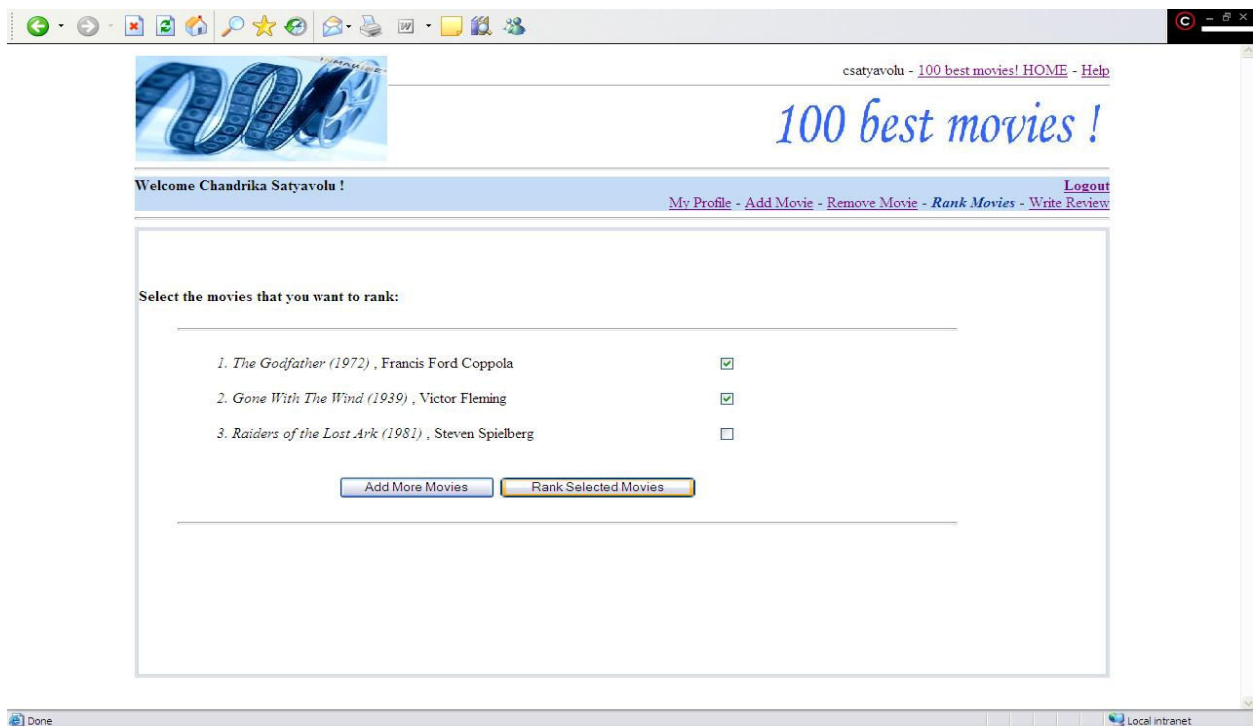 csatyavolu - 100 best movies! HOME - Help
100 best movies !
Welcome Chandrika Satyavolu !
Logout
My Profile - Add Movie - Remove Movie - Rank Movies - Write Review
Select the movies that you want to rank:
1. The Godfather (1972) , Francis Ford Coppola
2. Gone With The Wind (1939) , Victor Fleming
3. Raiders of the Lost Ark (1981) , Steven Spielberg
Add More Movies
Rank Selected Movies
Done
Local intranet